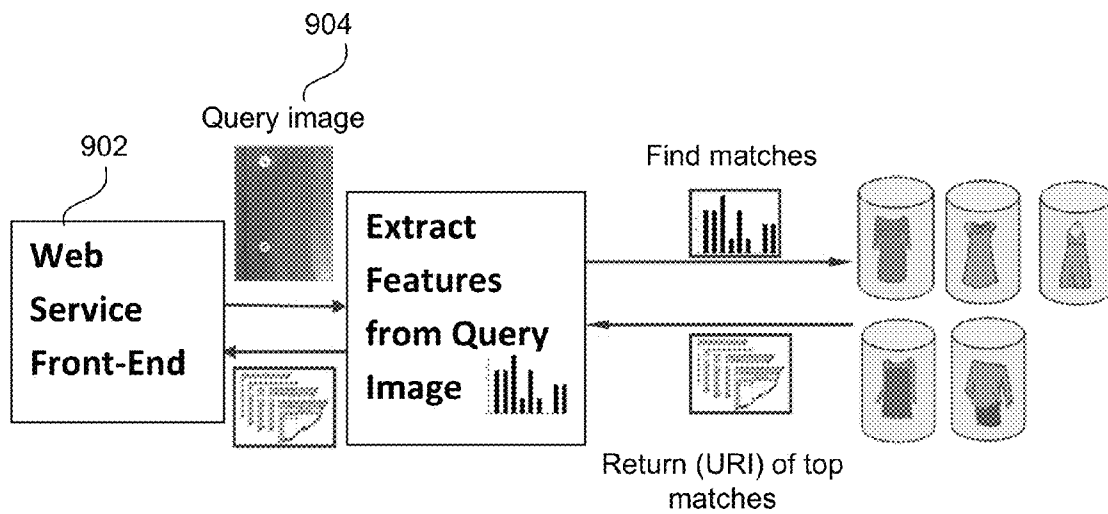 904
Query image
902
Find matches
Web
Service
Front-End
Extract
Features
from Query
Image
Return (URI) of top
matches